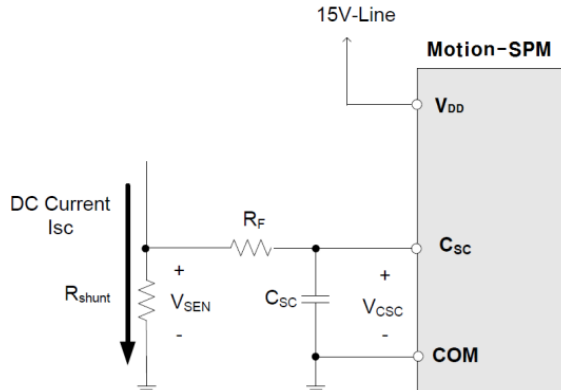 15V-Line
Motion-SPM
VDD
DC Current
Isc
RF
CSC
Rshunt
+
VSEN
-
CSC
+
VCSC
-
COM